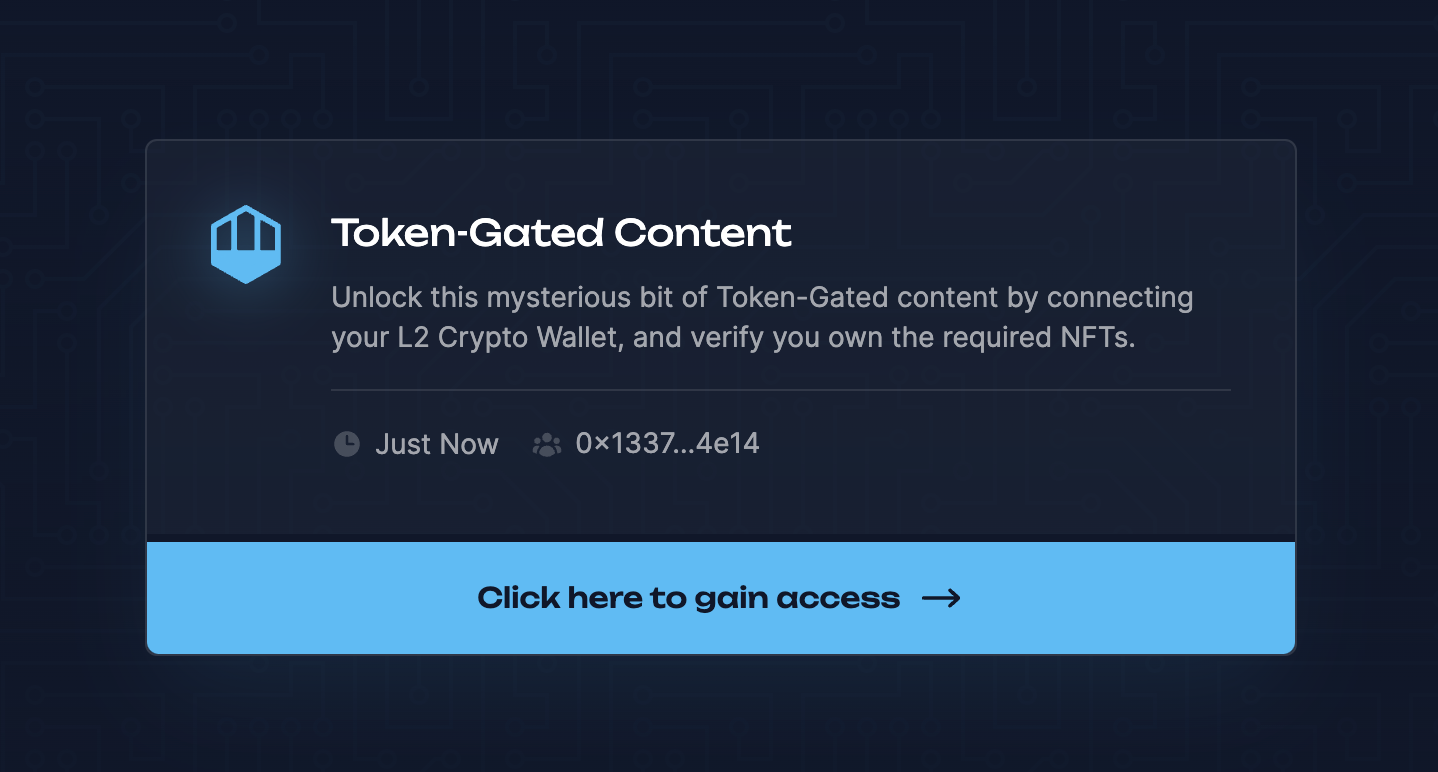 Token-Gated Content
Unlock this mysterious bit of Token-Gated content by connecting
your L2 Crypto Wallet, and verify you own the required NFTs.
Just Now 0×1337...4e14
Click here to gain access →